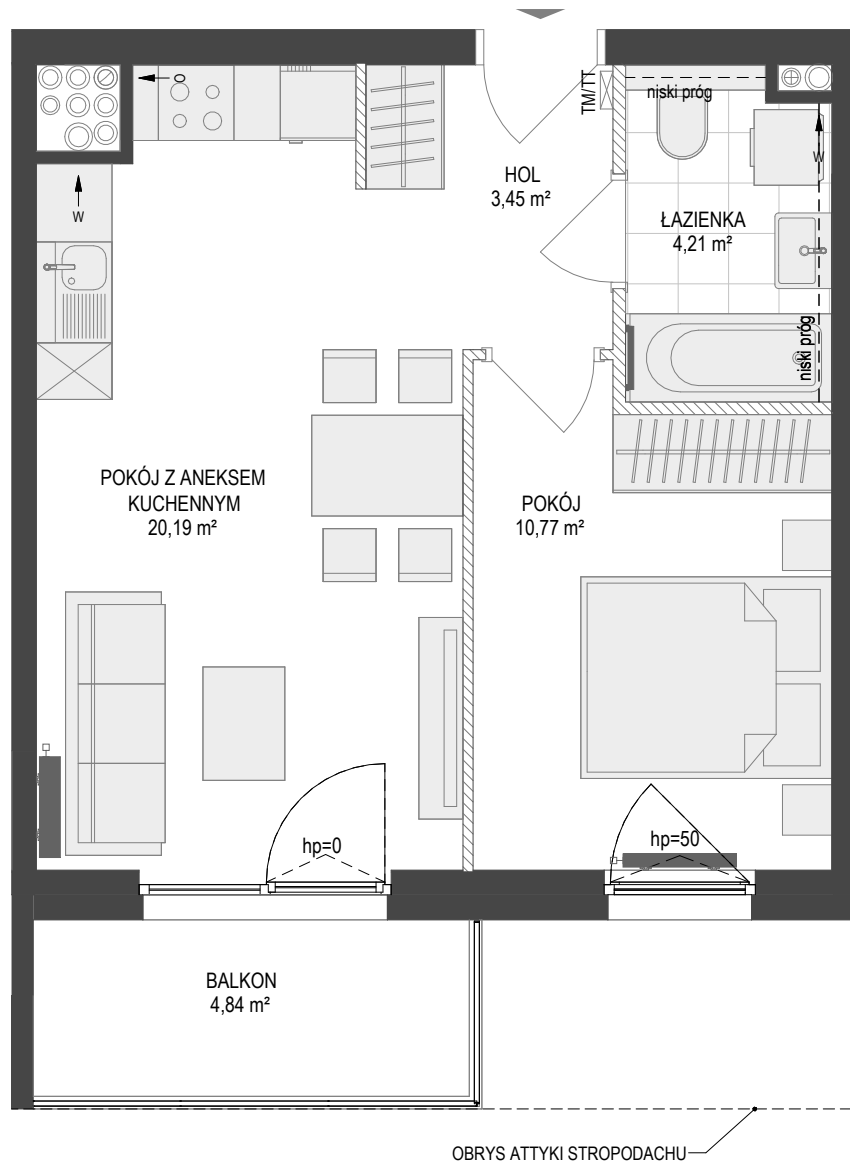 TM/TT
niski próg
O
HOL
3,45 m²
W
W
ŁAZIENKA
4,21 m²
niski próg
POKÓJ Z ANEKSEM
KUCHENNYM
20,19 m²
POKÓJ
10,77 m²
hp=0
hp=50
BALKON
4,84 m²
OBRYS ATTYKI STROPODACHU